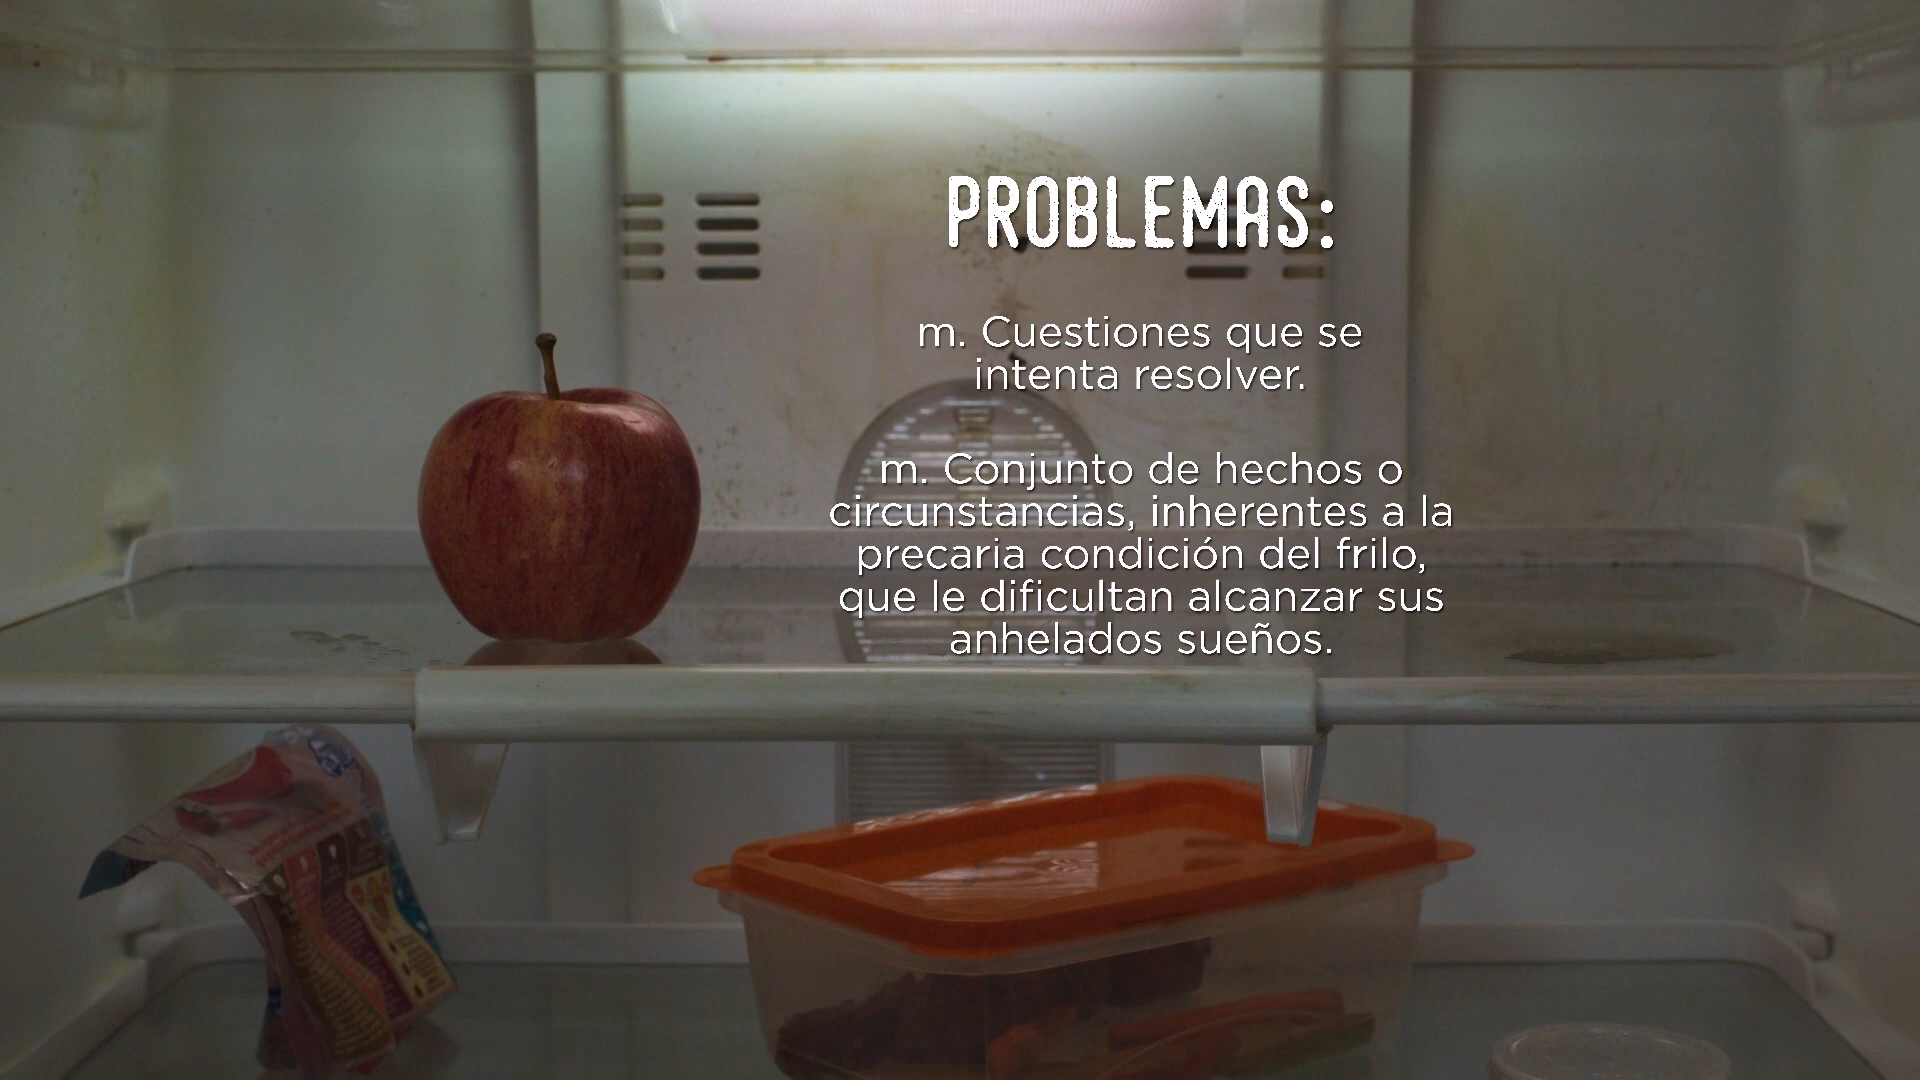 PROBLEMAS:
m. Cuestiones que se
intenta resolver.
m. Conjunto de hechos o
circunstancias, inherentes a la
precaria condición del frilo,
que le dificultan alcanzar sus
anhelados sueños.